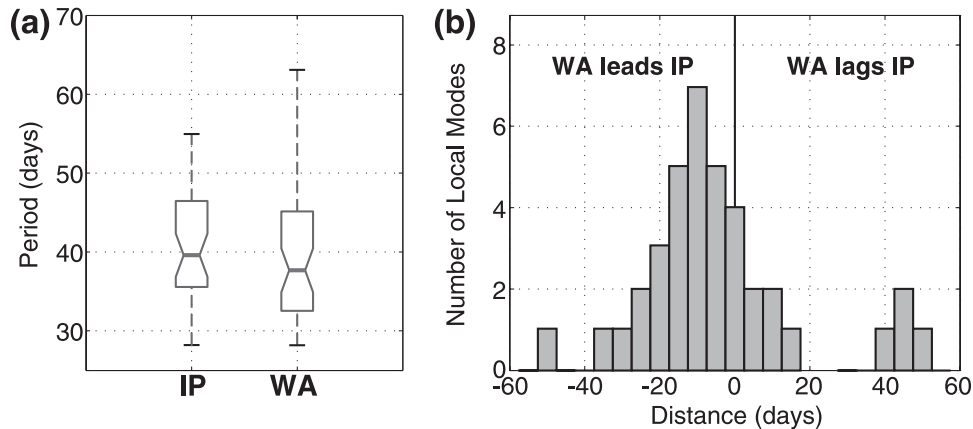 (a)
70
60
50
40
30
Period (days)
IP WA
(b)
8
6
4
2
0
Number of Local Modes
WA leads IP WA lags IP
-60 -40 -20 0 20 40 60
Distance (days)